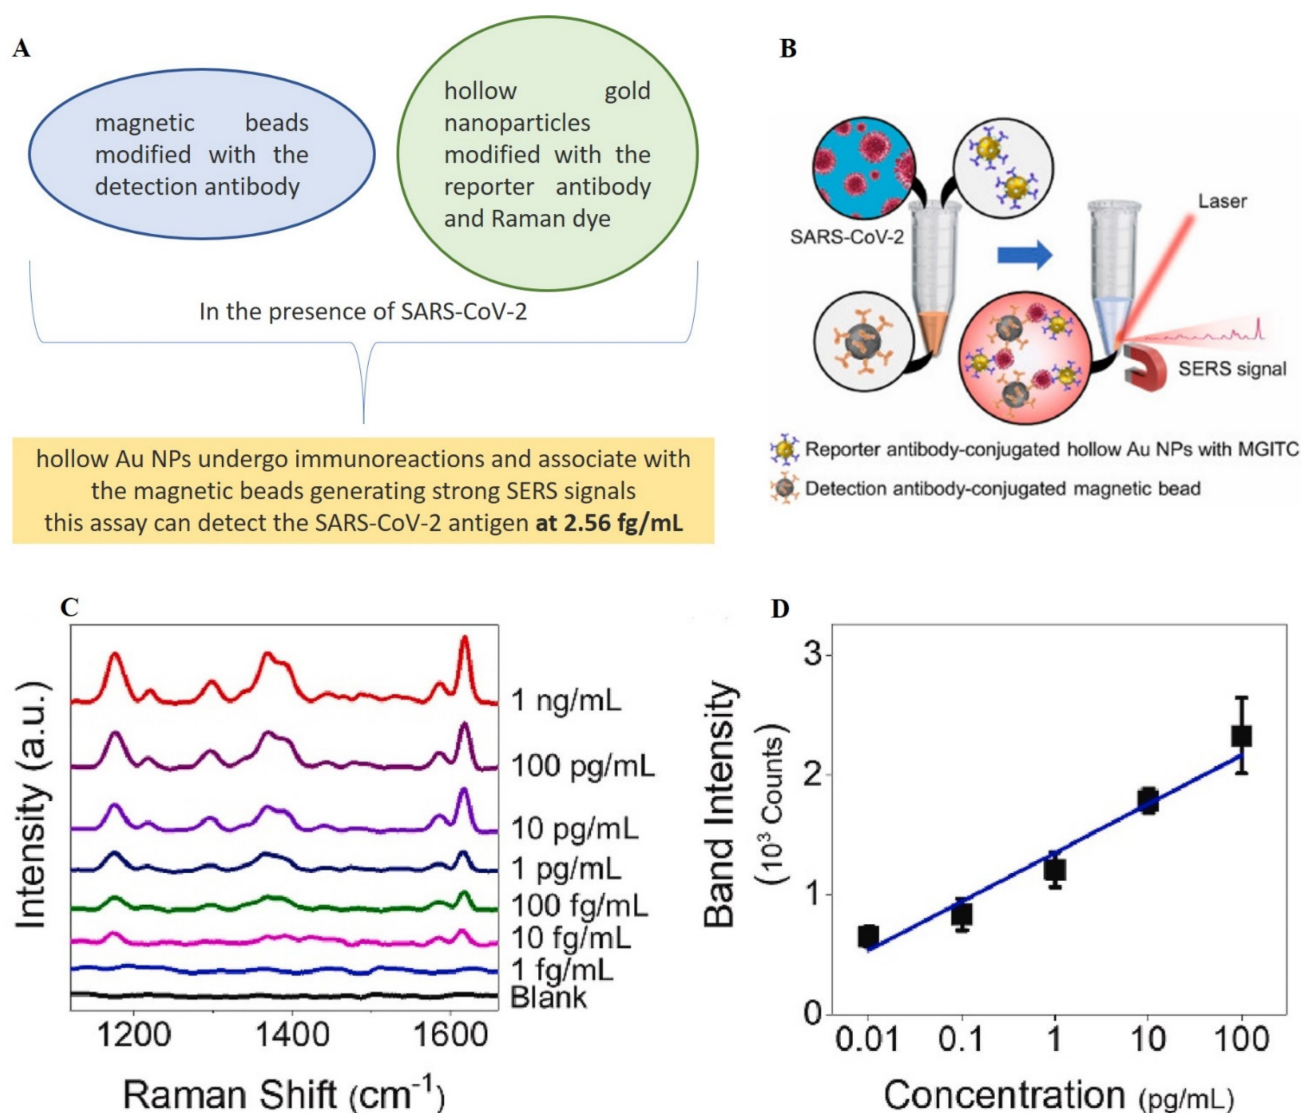 A
magnetic beads
modified with the
detection antibody
hollow gold
nanoparticles
modified with the
reporter antibody
and Raman dye
In the presence of SARS-CoV-2
hollow Au NPs undergo immunoreactions and associate with
the magnetic beads generating strong SERS signals
this assay can detect the SARS-CoV-2 antigen at 2.56 fg/mL
B
SARS-CoV-2
Laser
SERS signal
Reporter antibody-conjugated hollow Au NPs with MGITC
Detection antibody-conjugated magnetic bead
C
Intensity (a.u.)
1 ng/mL
100 pg/mL
10 pg/mL
1 pg/mL
100 fg/mL
10 fg/mL
1 fg/mL
Blank
1200 1400 1600
Raman Shift (cm⁻¹)
D
Band Intensity
(10³ Counts)
3
2
1
0
0.01 0.1 1 10 100
Concentration (pg/mL)